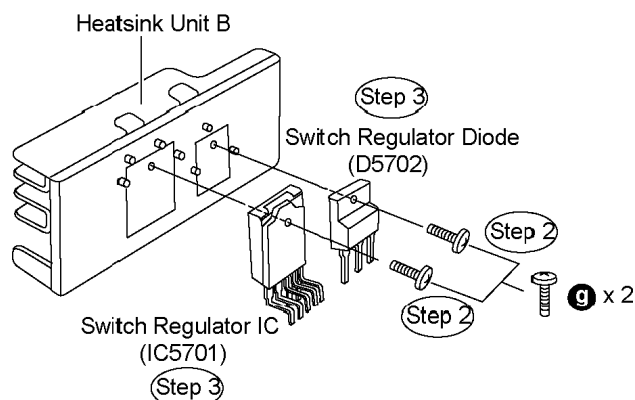 Heatsink Unit B
Step 3
Switch Regulator Diode
(D5702)
Step 2
g x 2
Step 2
Switch Regulator IC
(IC5701)
Step 3